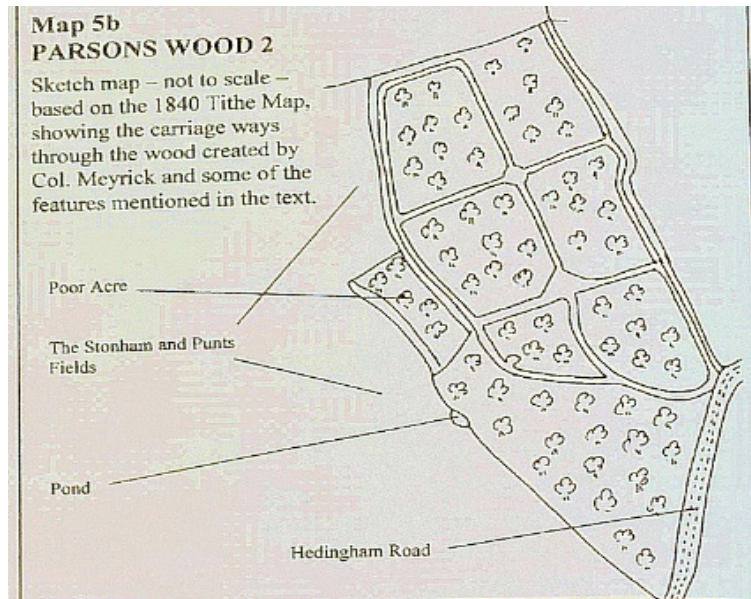 Map 5b
PARSONS WOOD 2
Sketch map – not to scale –
based on the 1840 Tithe Map,
showing the carriage ways
through the wood created by
Col. Meyrick and some of the
features mentioned in the text.
Poor Acre
The Stonham and Punts
Fields
Pond
Hedingham Road